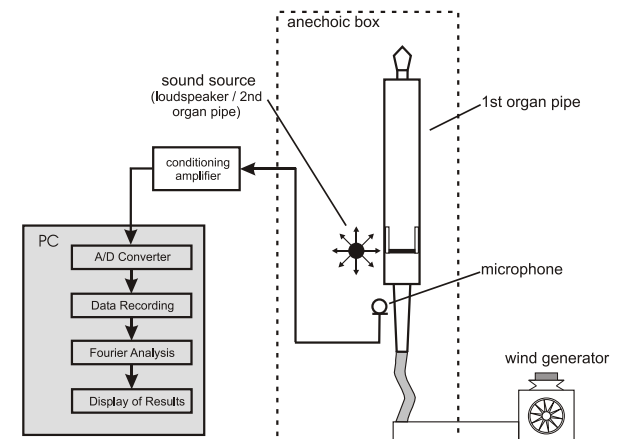 anechoic box
sound source
(loudspeaker / 2nd
organ pipe)
1st organ pipe
conditioning
amplifier
PC
A/D Converter
Data Recording
Fourier Analysis
Display of Results
microphone
wind generator